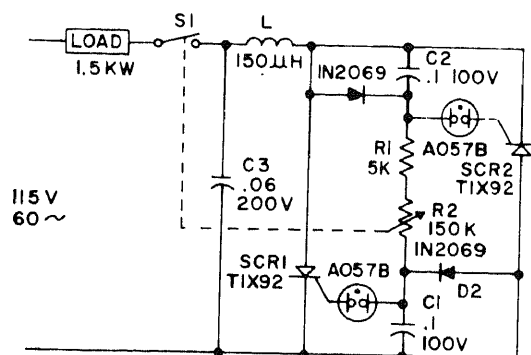 S1
L
LOAD
1.5KW
150µH
C2
.1 100V
IN2069
R1
5K
A057B
SCR2
TIX92
C3
.06
200V
115V
60~
R2
150K
IN2069
SCR1
TIX92
A057B
D2
C1
.1
100V